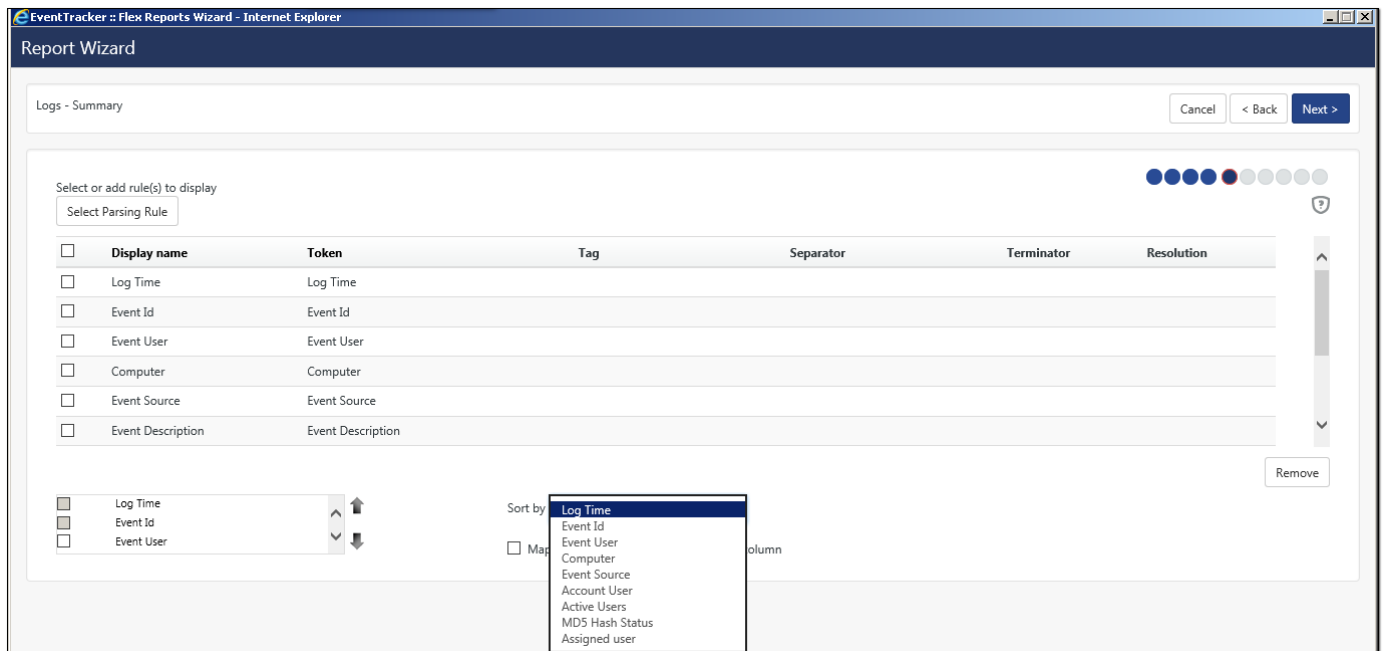 EventTracker :: Flex Reports Wizard - Internet Explorer
Report Wizard
Logs - Summary
Cancel
< Back
Next >
Select or add rule(s) to display
Select Parsing Rule
Display name Token Tag Separator Terminator Resolution
Log Time Log Time
Event Id Event Id
Event User Event User
Computer Computer
Event Source Event Source
Event Description Event Description
Remove
Log Time
Event Id
Event User
Sort by
Log Time
Event Id
Event User
Computer
Event Source
Account User
Active Users
MD5 Hash Status
Assigned user